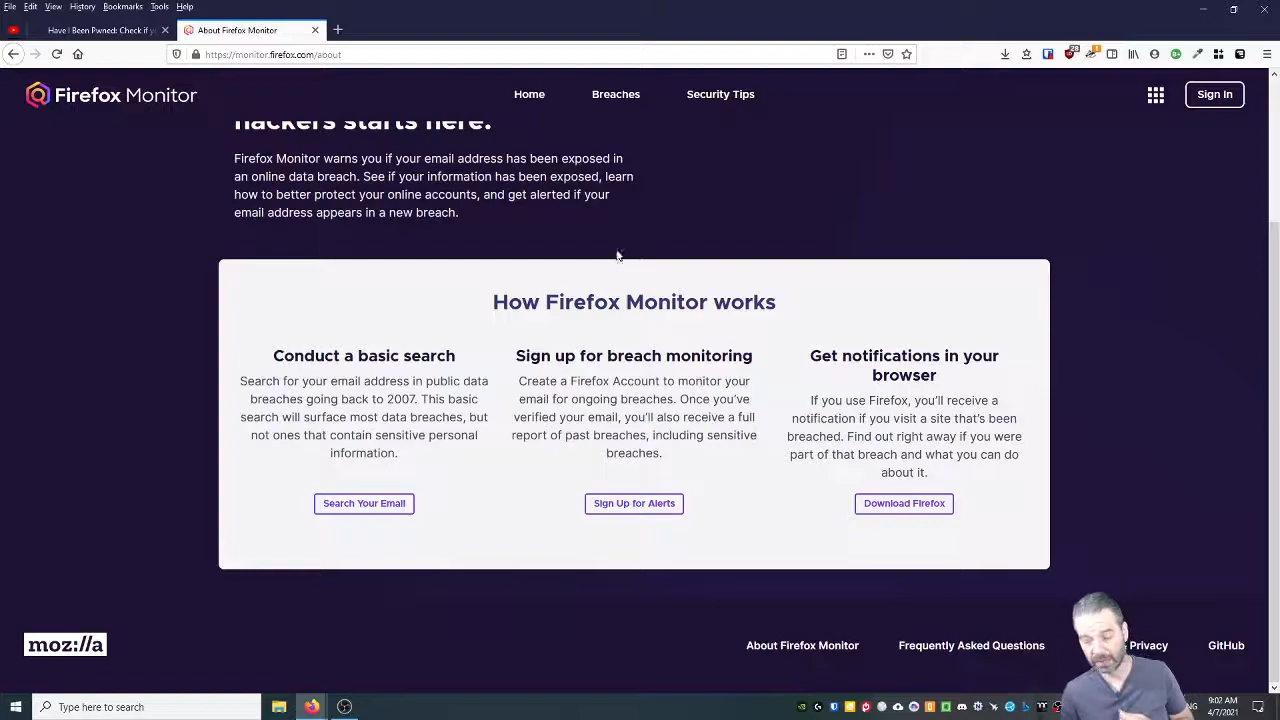 File Edit View History Bookmarks Tools Help
Have I Been Pwned: Check if y
About Firefox Monitor
https://monitor.firefox.com/about
28
1
Firefox Monitor
Home Breaches Security Tips
Sign In
hackers starts here.
Firefox Monitor warns you if your email address has been exposed in
an online data breach. See if your information has been exposed, learn
how to better protect your online accounts, and get alerted if your
email address appears in a new breach.
How Firefox Monitor works
Conduct a basic search
Search for your email address in public data
breaches going back to 2007. This basic
search will surface most data breaches, but
not ones that contain sensitive personal
information.
Search Your Email
Sign up for breach monitoring
Create a Firefox Account to monitor your
email for ongoing breaches. Once you've
verified your email, you'll also receive a full
report of past breaches, including sensitive
breaches.
Sign Up for Alerts
Get notifications in your
browser
If you use Firefox, you'll receive a
notification if you visit a site that's been
breached. Find out right away if you were
part of that breach and what you can do
about it.
Download Firefox
moz://a
About Firefox Monitor Frequently Asked Questions Privacy GitHub
Type here to search
9:02 AM
4/7/2021